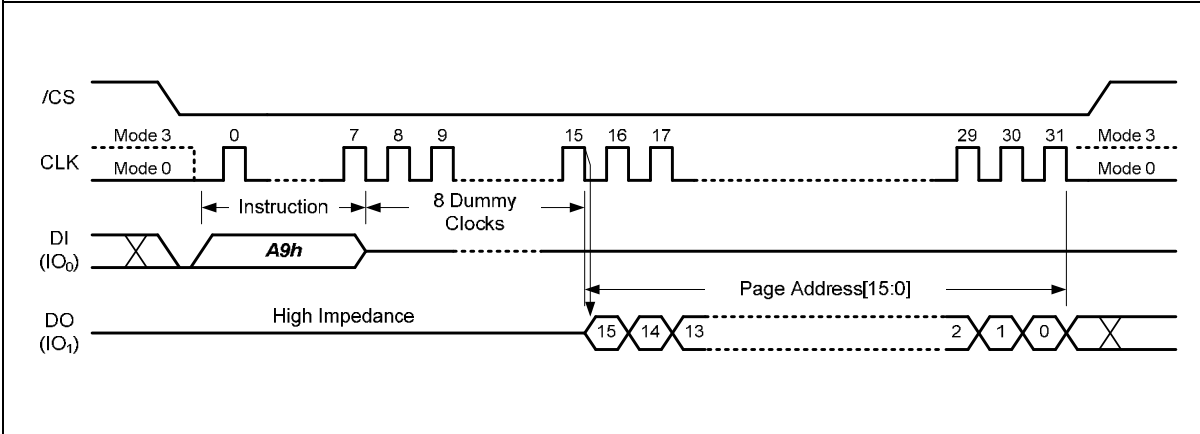 /CS
Mode 3 0 7 8 9 15 16 17 29 30 31 Mode 3
CLK
Mode 0 Mode 0
Instruction 8 Dummy
Clocks
DI
(IO₀)
A9h
Page Address[15:0]
High Impedance
DO
(IO₁)
15 14 13 2 1 0